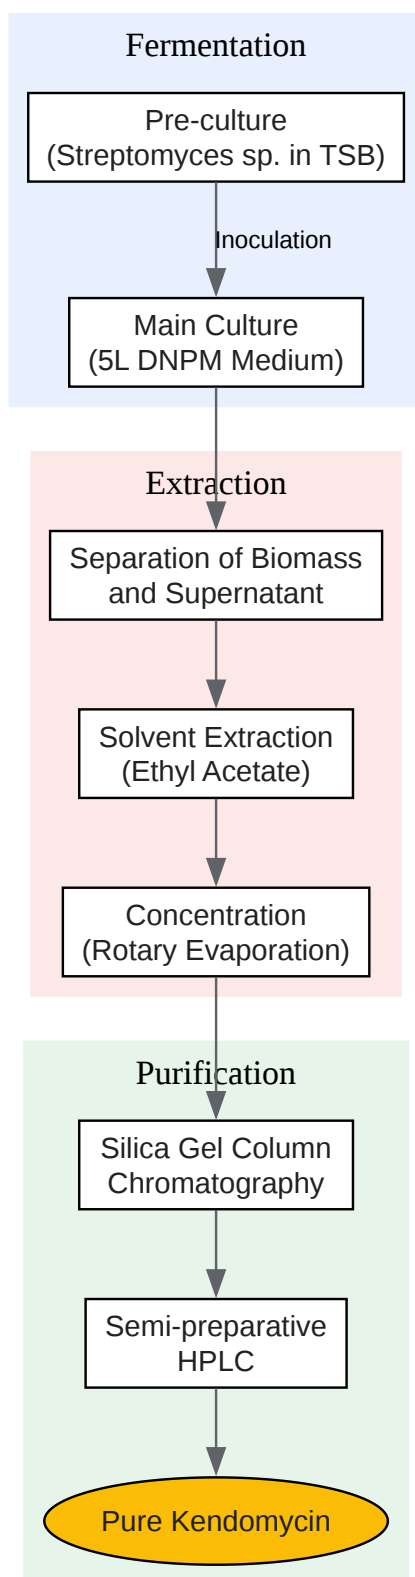 Fermentation
Pre-culture
(Streptomyces sp. in TSB)
Inoculation
Main Culture
(5L DNPM Medium)
Extraction
Separation of Biomass
and Supernatant
Solvent Extraction
(Ethyl Acetate)
Concentration
(Rotary Evaporation)
Purification
Silica Gel Column
Chromatography
Semi-preparative
HPLC
Pure Kendomycin